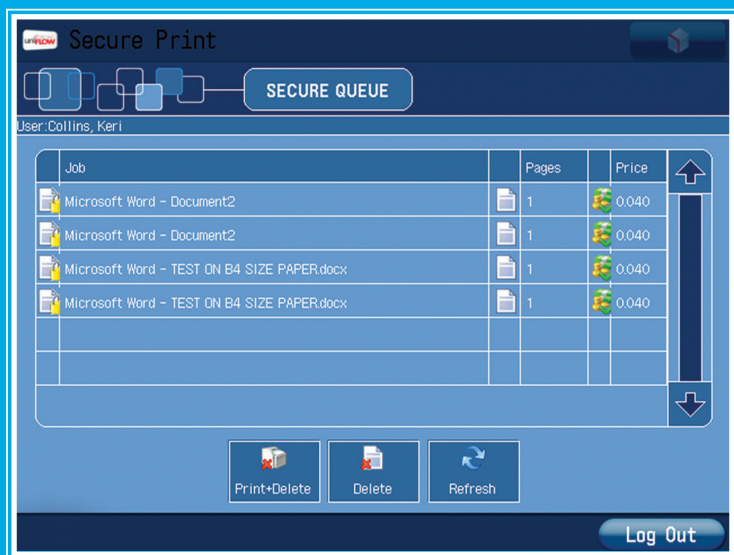 uniFLOW Secure Print
SECURE QUEUE
User:Collins, Keri
Job Pages Price
Microsoft Word - Document2 1 0.040
Microsoft Word - Document2 1 0.040
Microsoft Word - TEST ON B4 SIZE PAPER.docx 1 0.040
Microsoft Word - TEST ON B4 SIZE PAPER.docx 1 0.040
Print+Delete Delete Refresh
Log Out